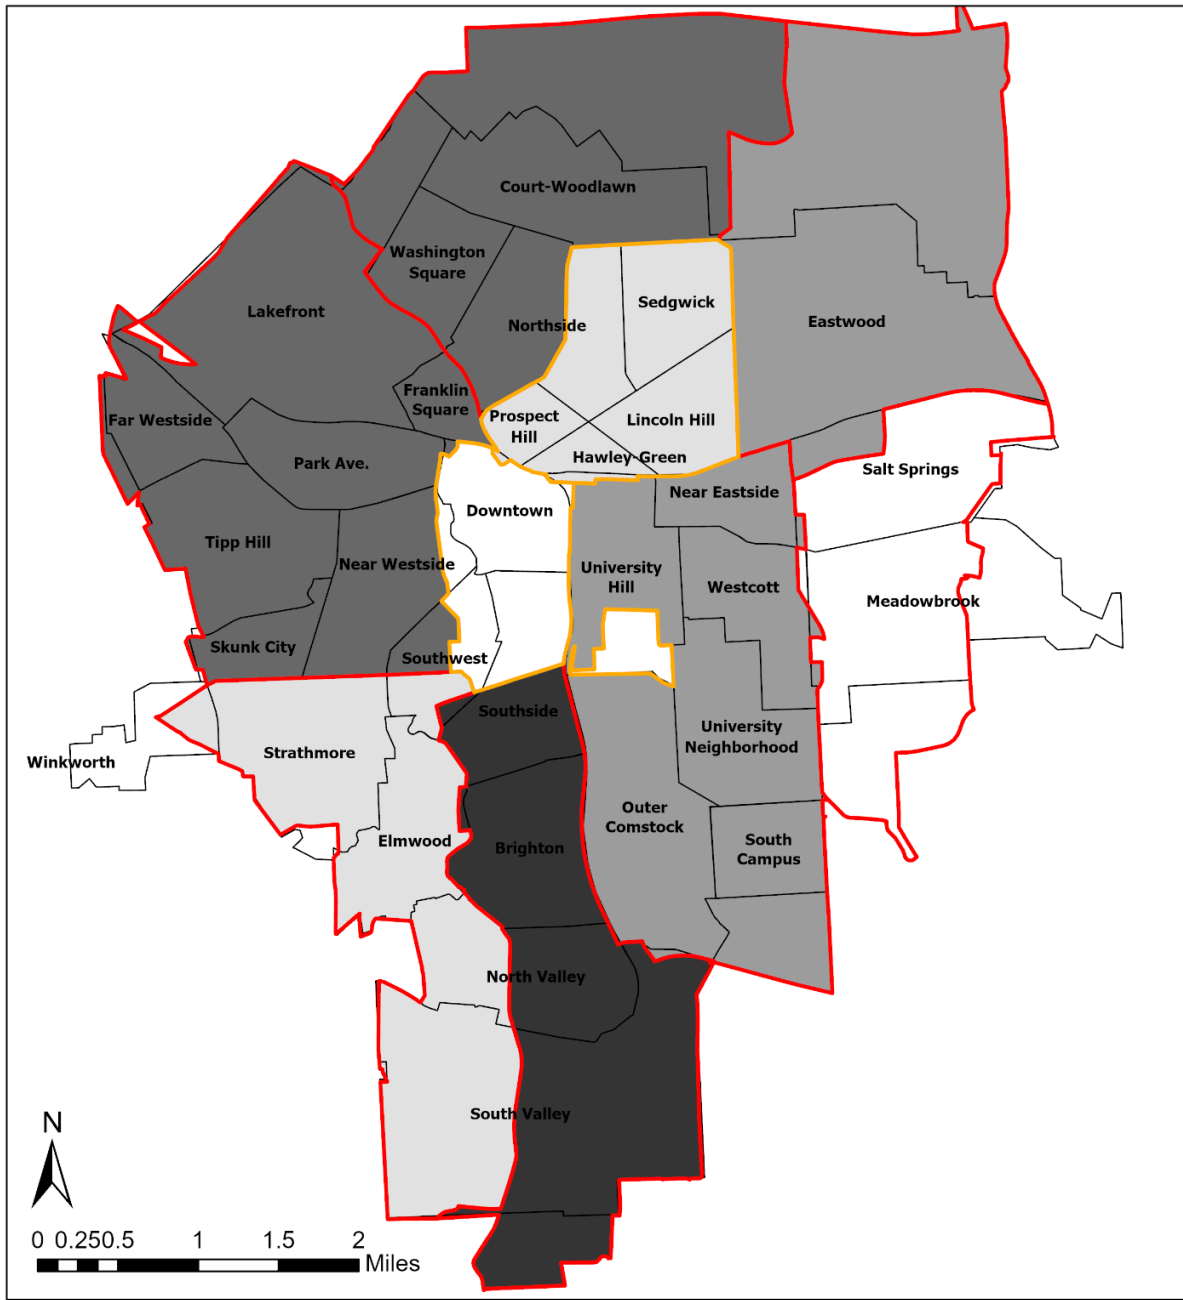 Court-Woodlawn
Washington
Square
Sedgwick
Lakefront
Northside
Eastwood
Franklin
Square
Far Westside
Prospect
Hill
Lincoln Hill
Park Ave.
Hawley-Green
Salt Springs
Near Eastside
Downtown
Tipp Hill
Near Westside
University
Hill
Westcott
Meadowbrook
Skunk City
Southwest
Southside
University
Neighborhood
Strathmore
Winkworth
Outer
Comstock
Elmwood
Brighton
South
Campus
North Valley
South Valley
N
0 0.250.5 1 1.5 2
Miles